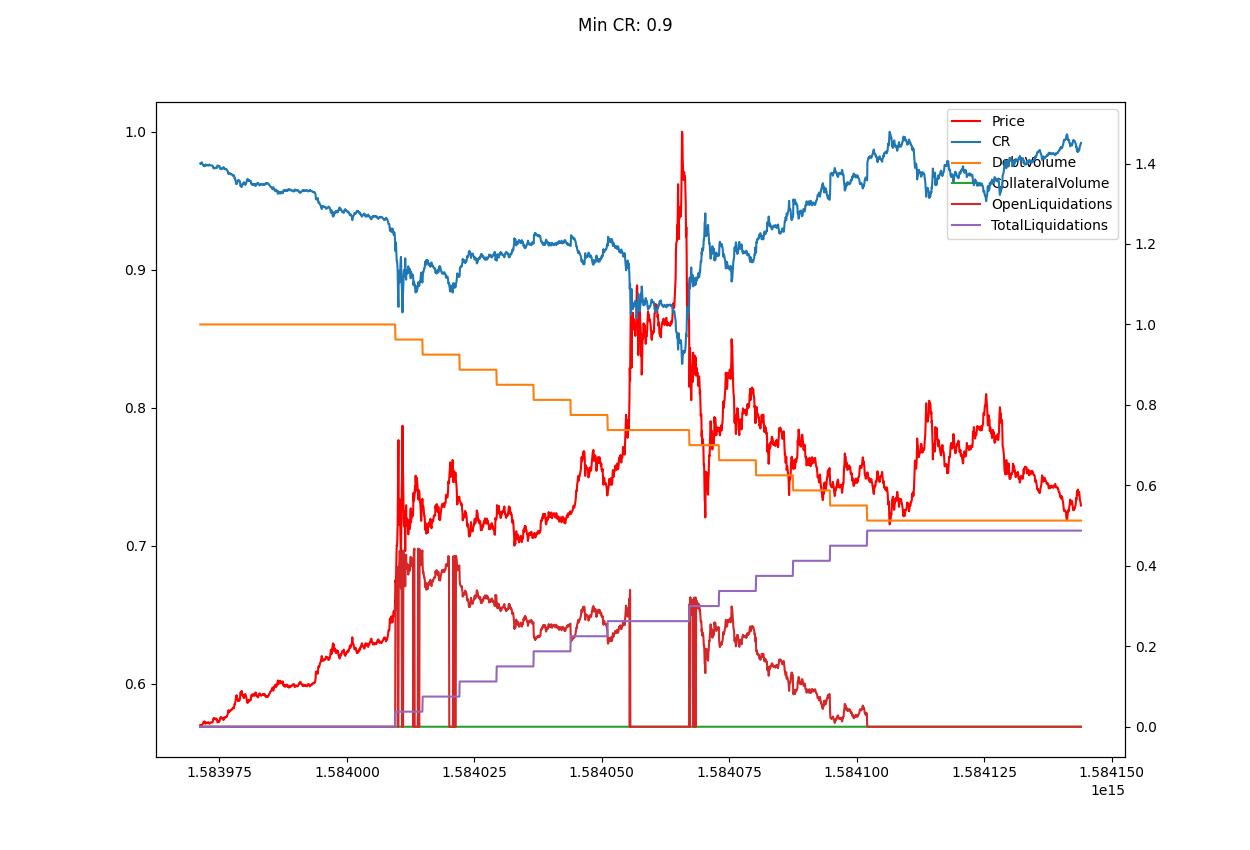 Min CR: 0.9
Price
CR
DebtVolume
CollateralVolume
OpenLiquidations
TotalLiquidations
1.0
0.9
0.8
0.7
0.6
1.4
1.2
1.0
0.8
0.6
0.4
0.2
0.0
1.583975
1.584000
1.584025
1.584050
1.584075
1.584100
1.584125
1.584150
1e15